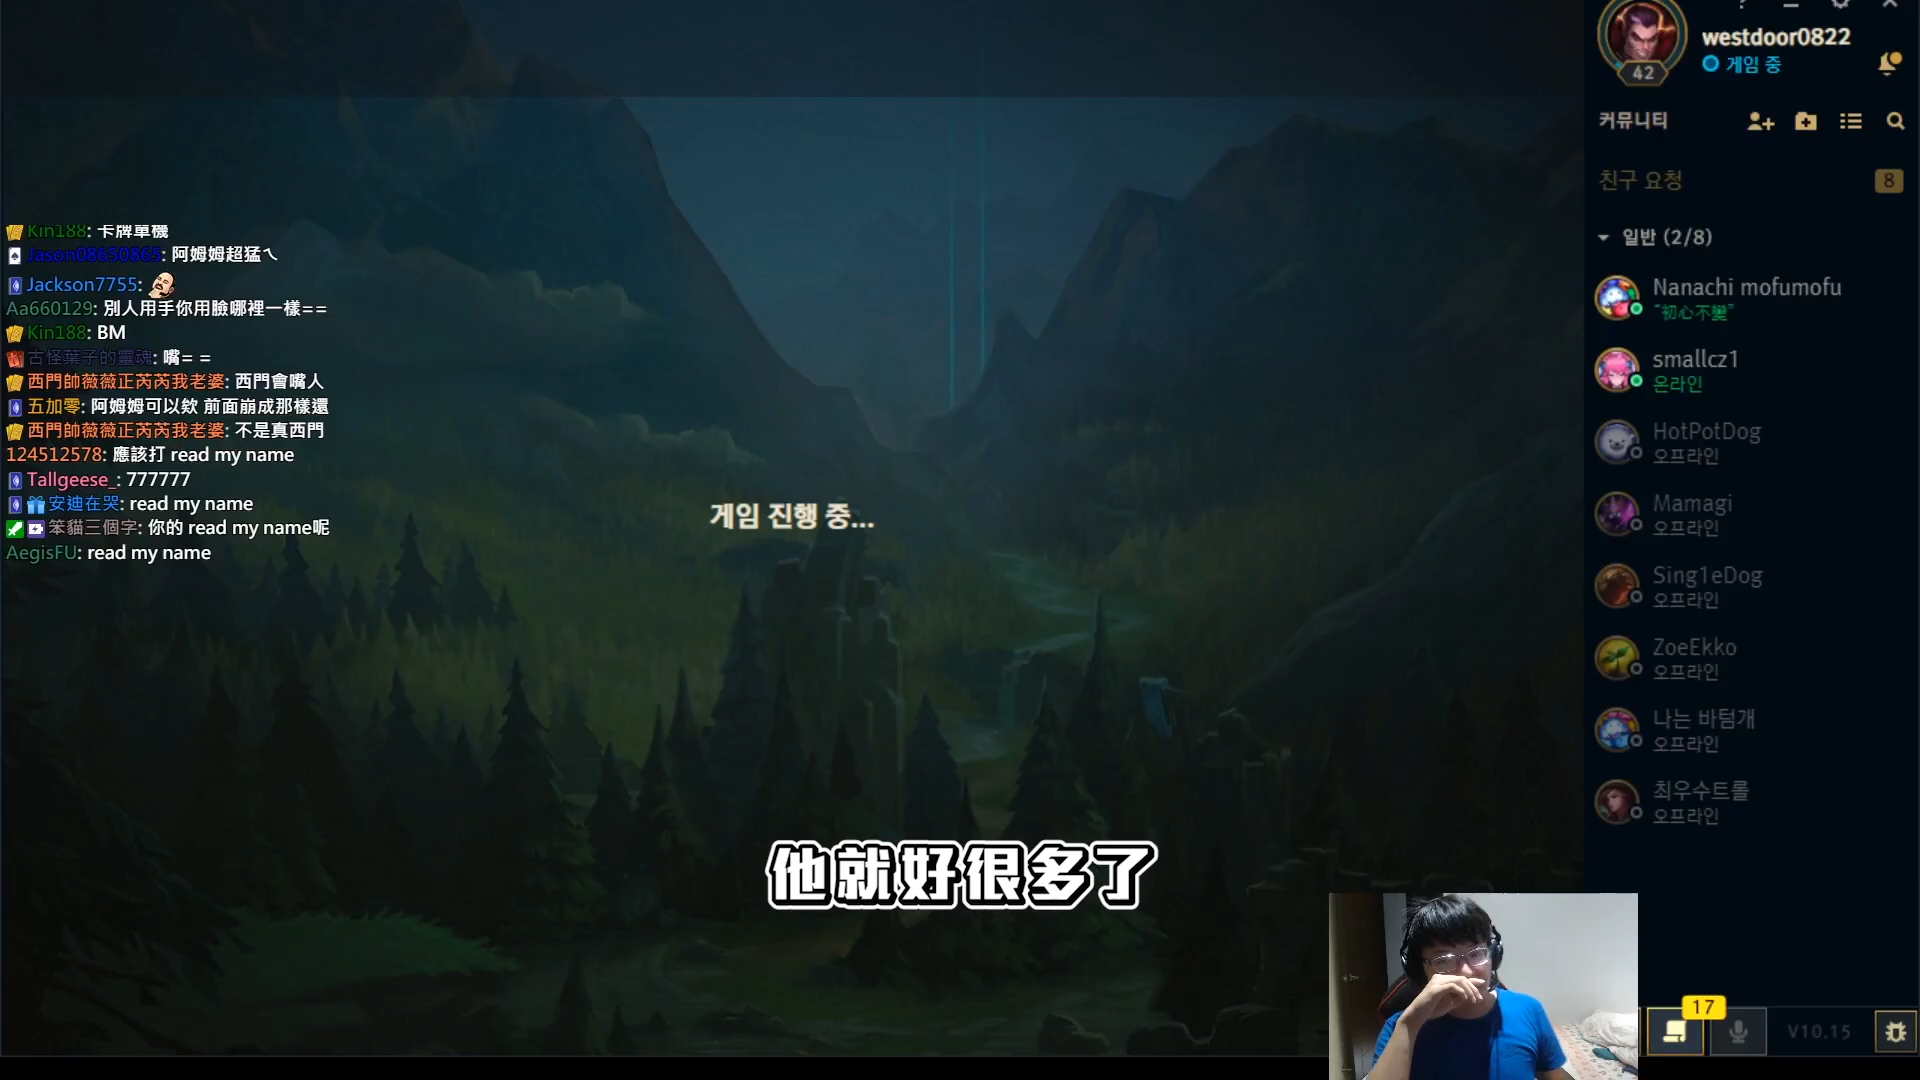 westdoor0822
42
게임 중
커뮤니티
친구 요청
8
일반 (2/8)
Nanachi mofumofu
"初心不變"
smallcz1
온라인
HotPotDog
오프라인
Mamagi
오프라인
Sing1eDog
오프라인
ZoeEkko
오프라인
나는 바텀개
오프라인
최우수트롤
오프라인
Kin188: 卡牌單機
Jason08650865: 阿姆姆超猛ㄟ
Jackson7755:
Aa660129: 別人用手你用臉哪裡一樣==
Kin188: BM
古怪葉子的靈魂: 嘴= =
西門帥薇薇正芮芮我老婆: 西門會嘴人
五加零: 阿姆姆可以欸 前面崩成那樣還
西門帥薇薇正芮芮我老婆: 不是真西門
124512578: 應該打 read my name
Tallgeese_: 777777
安迪在哭: read my name
笨貓三個字: 你的 read my name呢
AegisFU: read my name
게임 진행 중...
他就好很多了
17
V10.15